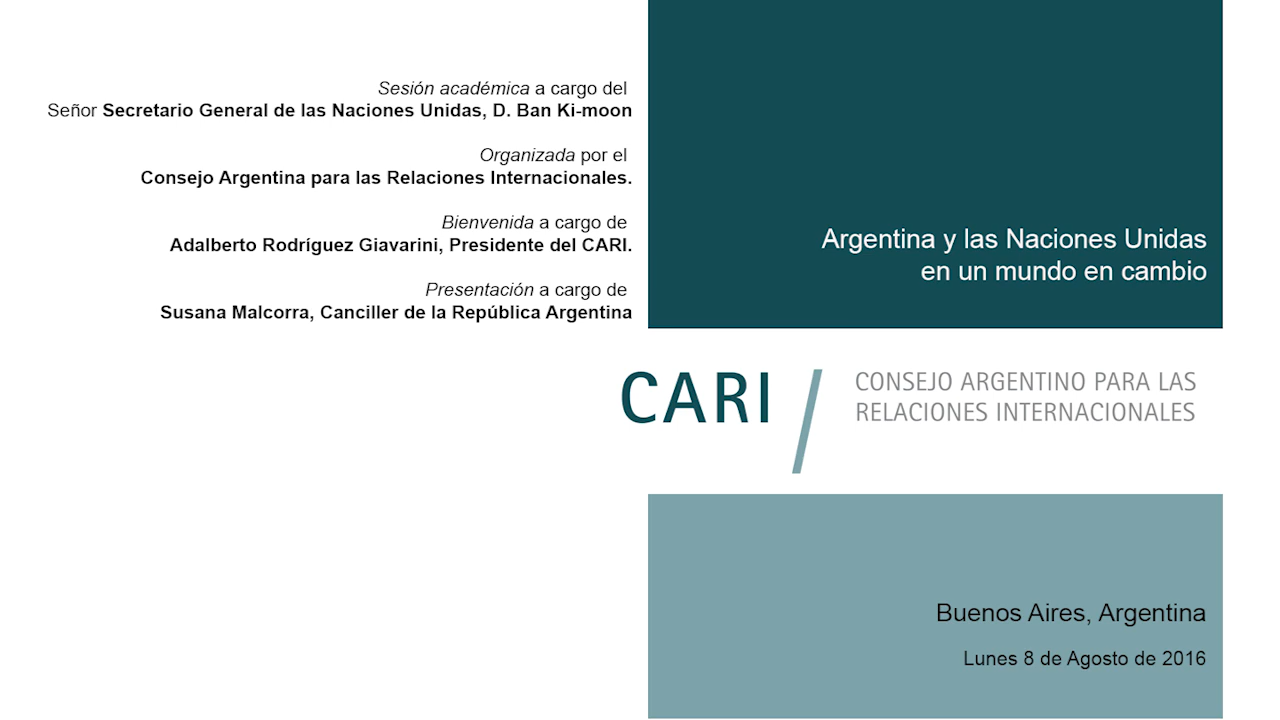 Sesión académica a cargo del
Señor Secretario General de las Naciones Unidas, D. Ban Ki-moon
Organizada por el
Consejo Argentina para las Relaciones Internacionales.
Bienvenida a cargo de
Adalberto Rodríguez Giavarini, Presidente del CARI.
Presentación a cargo de
Susana Malcorra, Canciller de la República Argentina
Argentina y las Naciones Unidas
en un mundo en cambio
CARI /
CONSEJO ARGENTINO PARA LAS
RELACIONES INTERNACIONALES
Buenos Aires, Argentina
Lunes 8 de Agosto de 2016